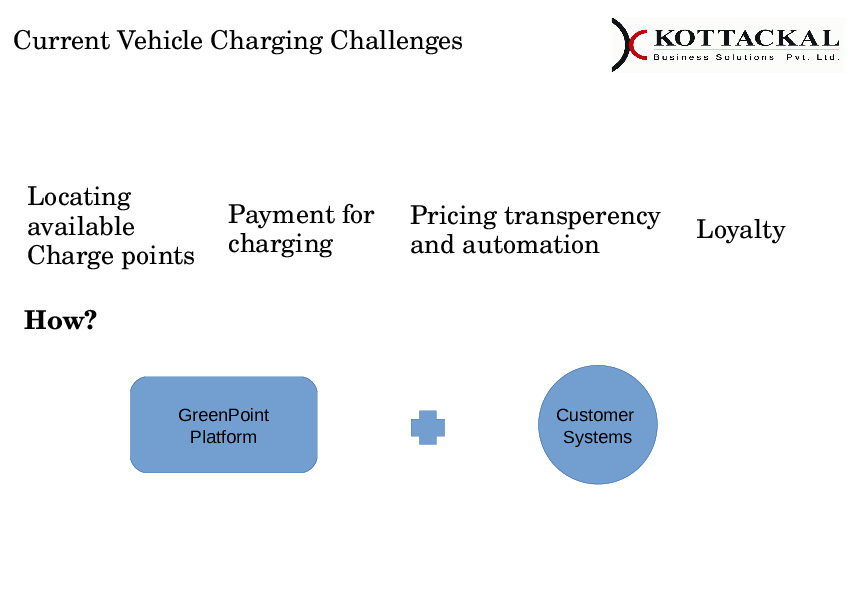 Current Vehicle Charging Challenges
KOTTACKAL
Business Solutions Pvt. Ltd.
Locating
available
Charge points
Payment for
charging
Pricing transperency
and automation
Loyalty
How?
GreenPoint
Platform
Customer
Systems